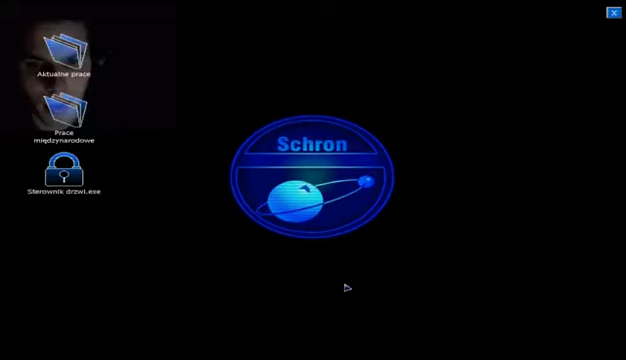 Aktualne prace
Prace
międzynarodowe
Sterownik drzwi.exe
Schron
X